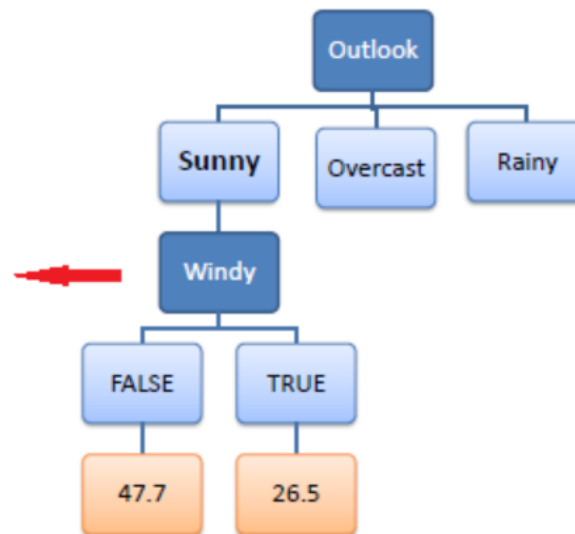 Outlook
Sunny
Overcast
Rainy
Windy
FALSE
TRUE
47.7
26.5